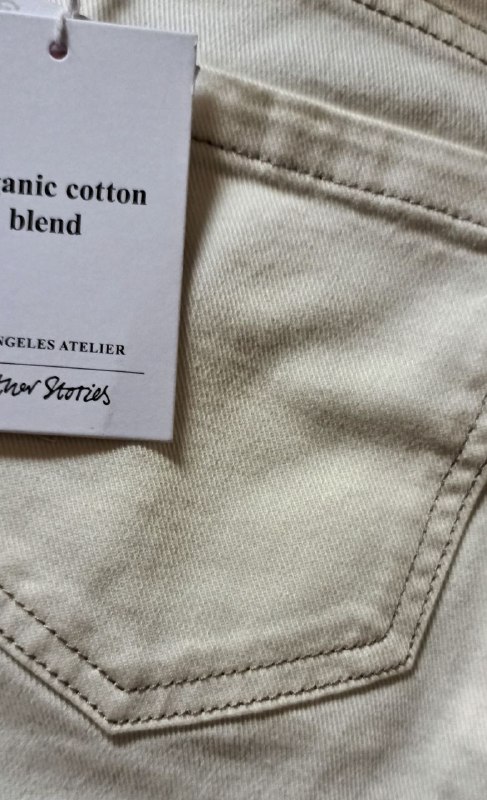 anic cotton
blend
NGELES ATELIER
ther Stories